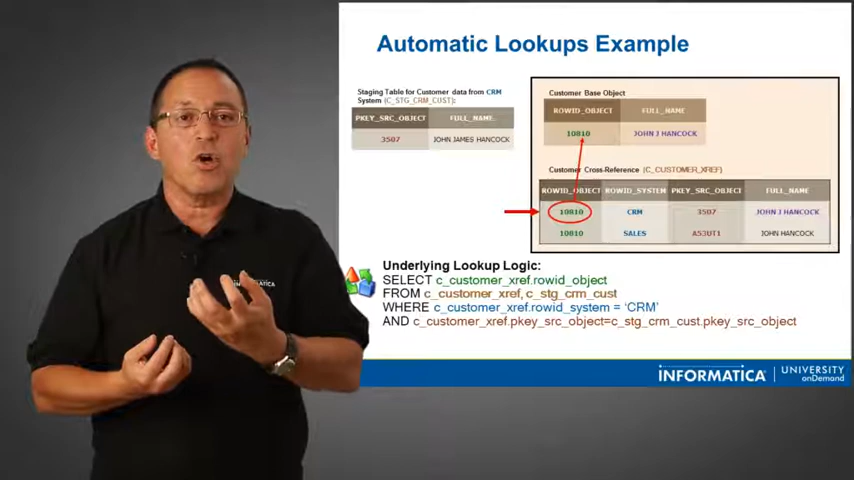 Automatic Lookups Example
Staging Table for Customer data from CRM
System (C_STG_CRM_CUST):
PKEY_SRC_OBJECT FULL_NAME
3507 JOHN JAMES HANCOCK
Customer Base Object
ROWID_OBJECT FULL_NAME
10810 JOHN J HANCOCK
Customer Cross-Reference (C_CUSTOMER_XREF)
ROWID_OBJECT ROWID_SYSTEM PKEY_SRC_OBJECT FULL_NAME
10810 CRM 3507 JOHN J HANCOCK
10810 SALES A53UT1 JOHN HANCOCK
Underlying Lookup Logic:
SELECT c_customer_xref.rowid_object
FROM c_customer_xref, c_stg_crm_cust
WHERE c_customer_xref.rowid_system = ‘CRM’
AND c_customer_xref.pkey_src_object=c_stg_crm_cust.pkey_src_object
INFORMATICA UNIVERSITY
onDemand
INFORMATICA